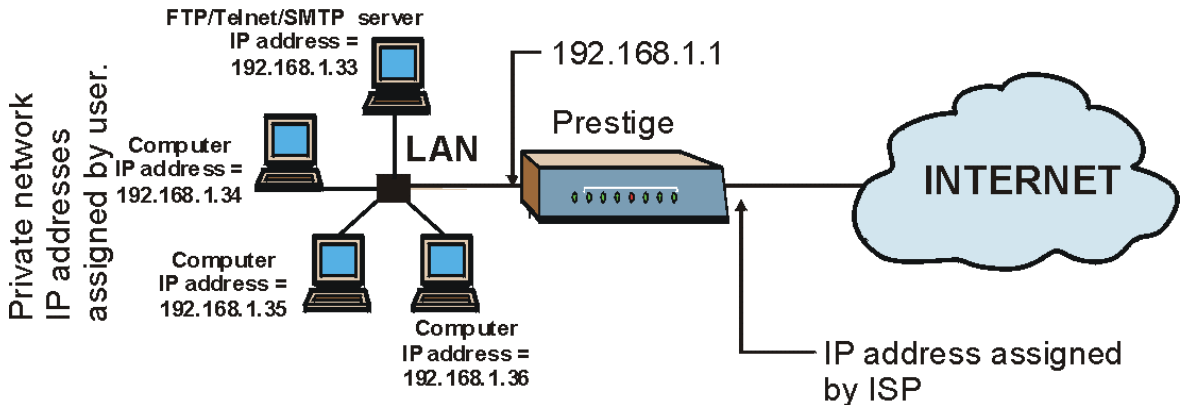 FTP/Telnet/SMTP server
IP address =
192.168.1.33
192.168.1.1
Private network
IP addresses
assigned by user.
Computer
IP address =
192.168.1.34
LAN
Prestige
INTERNET
Computer
IP address =
192.168.1.35
Computer
IP address =
192.168.1.36
IP address assigned
by ISP